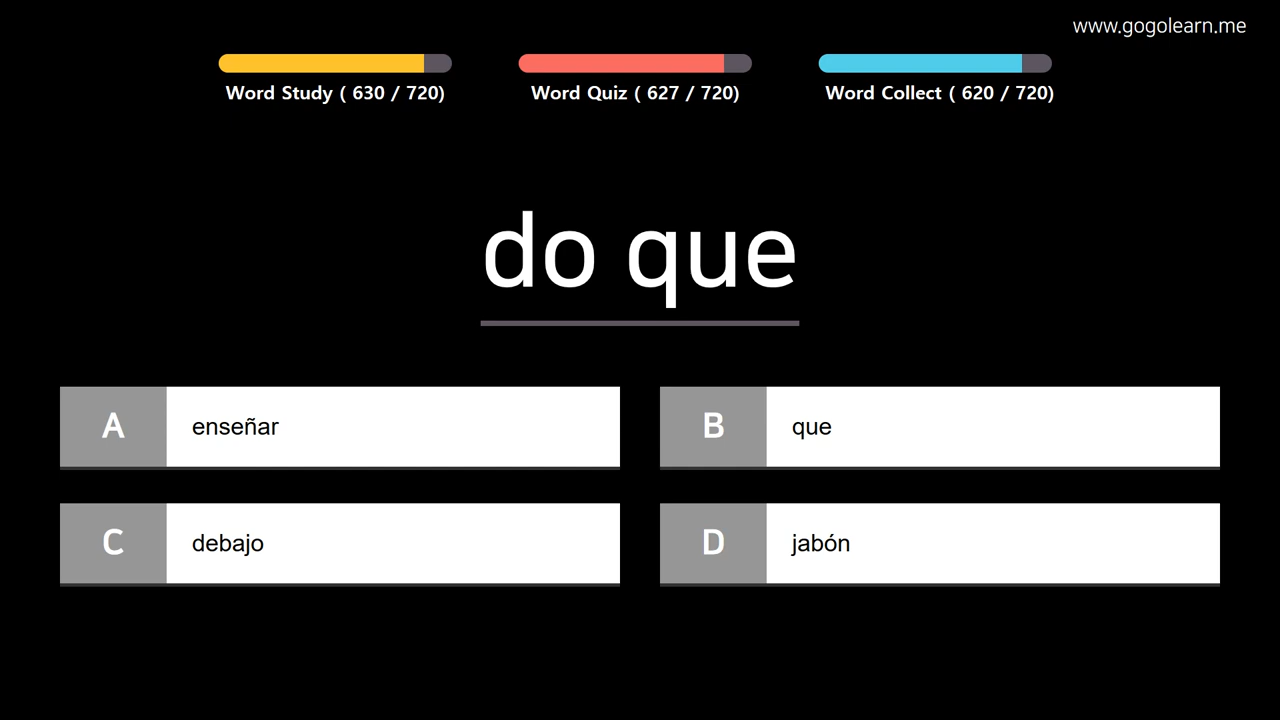 www.gogolearn.me
Word Study ( 630 / 720)
Word Quiz ( 627 / 720)
Word Collect ( 620 / 720)
do que
A enseñar
B que
C debajo
D jabón